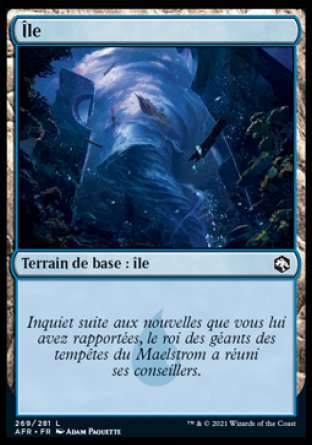 Île
Terrain de base : île
Inquiet suite aux nouvelles que vous lui
avez rapportées, le roi des géants des
tempêtes du Maelstrom a réuni
ses conseillers.
269/281 L
AFR • FR Adam Paquette
™ & © 2021 Wizards of the Coast